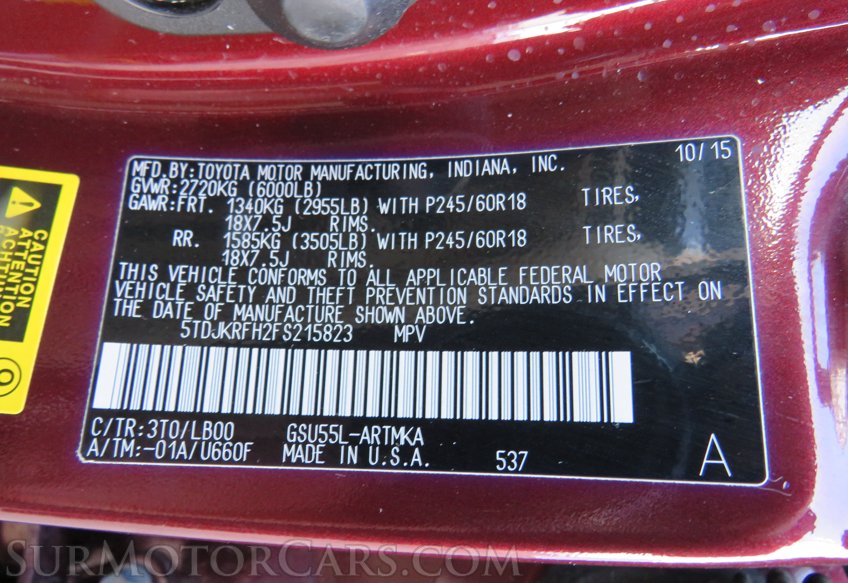 MFD.BY:TOYOTA MOTOR MANUFACTURING, INDIANA, INC. 10/15
GVWR:2720KG (6000LB)
GAWR:FRT. 1340KG (2955LB) WITH P245/60R18 TIRES,
18X7.5J RIMS.
RR. 1585KG (3505LB) WITH P245/60R18 TIRES,
18X7.5J RIMS.
THIS VEHICLE CONFORMS TO ALL APPLICABLE FEDERAL MOTOR
VEHICLE SAFETY AND THEFT PREVENTION STANDARDS IN EFFECT ON
THE DATE OF MANUFACTURE SHOWN ABOVE.
5TDJKRFH2FS215823 MPV
C/TR:3T0/LB00 GSU55L-ARTMKA
A/TM:-01A/U660F MADE IN U.S.A. 537 A
CAUTION
ATTENTION
ACHTUNG
SURMOTORCARS.COM